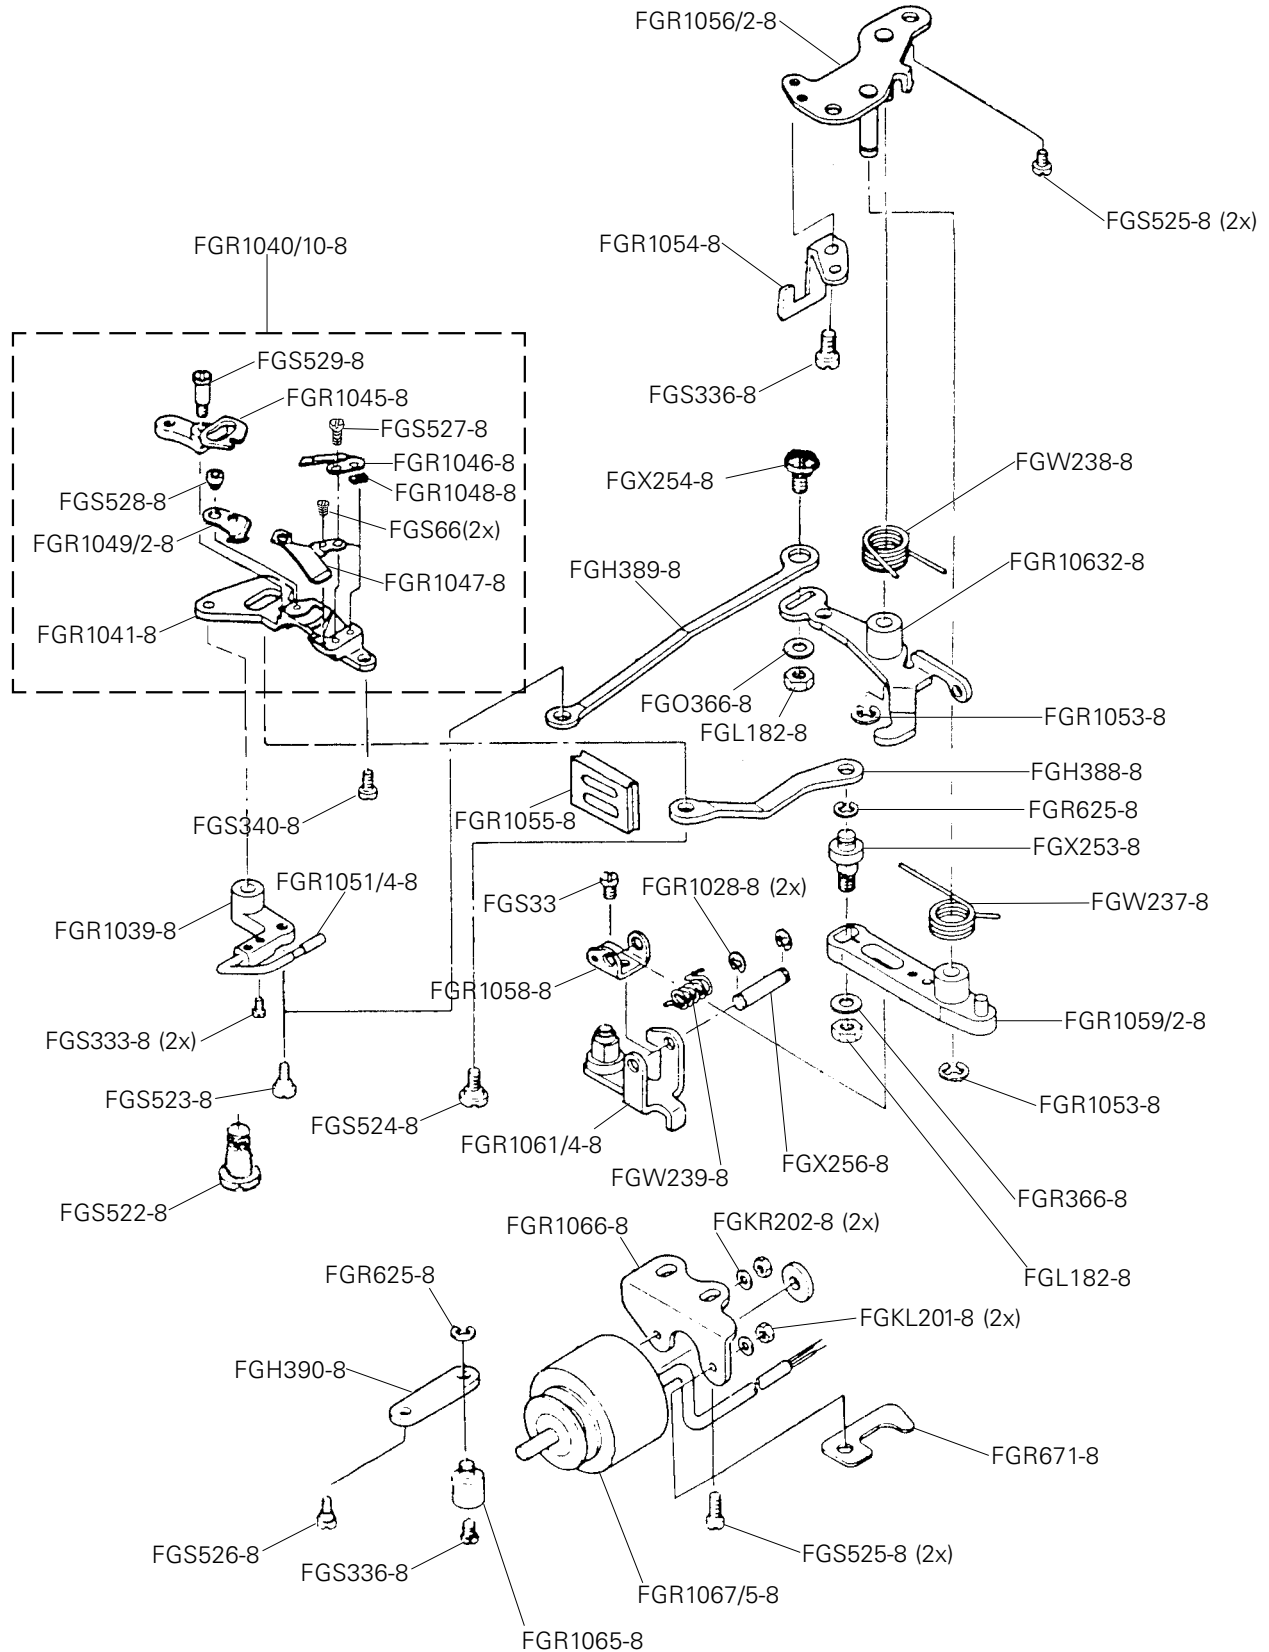 FGR1056/2-8
FGS525-8 (2x)
FGR1040/10-8
FGR1054-8
FGS529-8
FGR1045-8
FGS336-8
FGS527-8
FGR1046-8
FGW238-8
FGX254-8
FGR1048-8
FGS528-8
FGS66(2x)
FGR1049/2-8
FGR10632-8
FGH389-8
FGR1047-8
FGR1041-8
FGO366-8
FGR1053-8
FGL182-8
FGH388-8
FGR625-8
FGR1055-8
FGS340-8
FGX253-8
FGR1051/4-8
FGR1028-8 (2x)
FGW237-8
FGS33
FGR1039-8
FGR1058-8
FGR1059/2-8
FGS333-8 (2x)
FGS523-8
FGR1053-8
FGS524-8
FGR1061/4-8
FGX256-8
FGW239-8
FGR366-8
FGS522-8
FGR1066-8
FGKR202-8 (2x)
FGR625-8
FGL182-8
FGKL201-8 (2x)
FGH390-8
FGR671-8
FGS526-8
FGS525-8 (2x)
FGS336-8
FGR1067/5-8
FGR1065-8